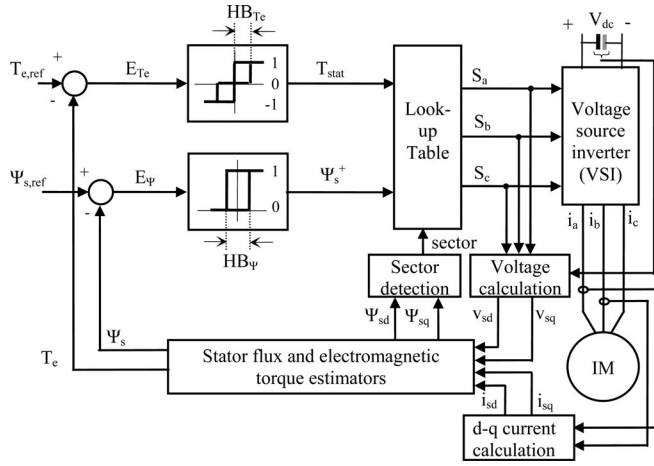 HB_Te
+ V_dc -
T_e,ref
+
-
E_Te
1
0
-1
T_stat
Look-
up
Table
S_a
S_b
S_c
Voltage
source
inverter
(VSI)
Ψ_s,ref
+
-
E_Ψ
1
0
Ψ_s^+
HB_Ψ
i_a i_b i_c
sector
Sector
detection
Voltage
calculation
Ψ_sd Ψ_sq
v_sd v_sq
Ψ_s
T_e
Stator flux and electromagnetic
torque estimators
IM
i_sd i_sq
d-q current
calculation